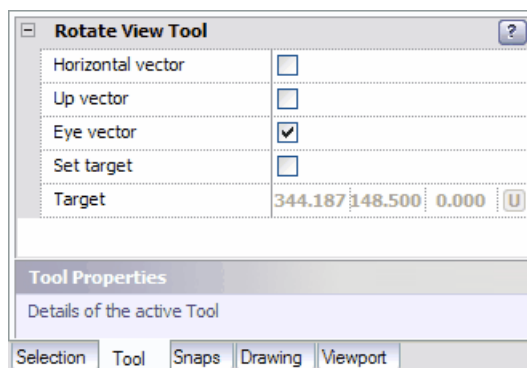 Rotate View Tool ?
Horizontal vector
Up vector
Eye vector
Set target
Target 344.187 148.500 0.000 U
Tool Properties
Details of the active Tool
Selection Tool Snaps Drawing Viewport